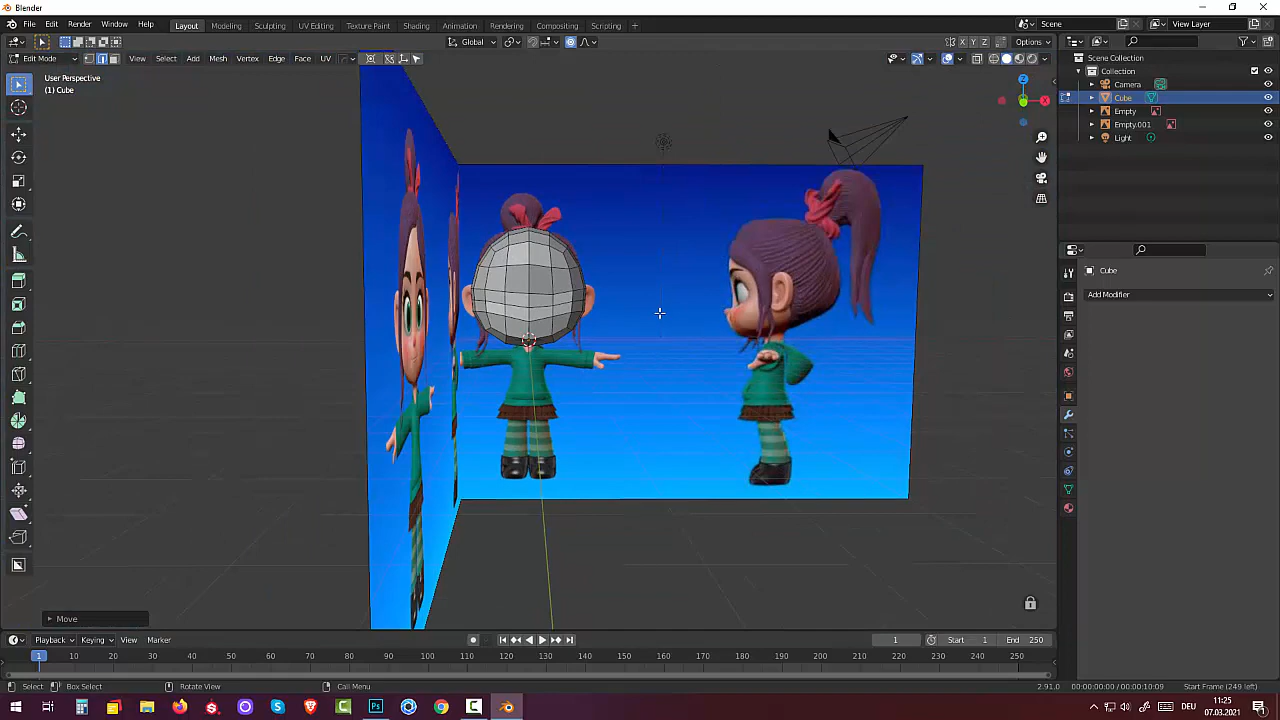 Blender
File Edit Render Window Help Layout Modeling Sculpting UV Editing Texture Paint Shading Animation Rendering Compositing Scripting + Scene View Layer
Global X Y Z Options
Edit Mode View Select Add Mesh Vertex Edge Face UV
User Perspective
(1) Cube
Z
X
Scene Collection
Collection
Camera
Cube
Empty
Empty.001
Light
Cube
Add Modifier
Move
Playback Keying View Marker 1 Start 1 End 250
1 10 20 30 40 50 60 70 80 90 100 110 120 130 140 150 160 170 180 190 200 210 220 230 240 250
Select Box Select Rotate View Call Menu 2.91.0 00:00:00:00 / 00:00:10:09 Start Frame (249 left)
Ps DEU 11:25
07.03.2021